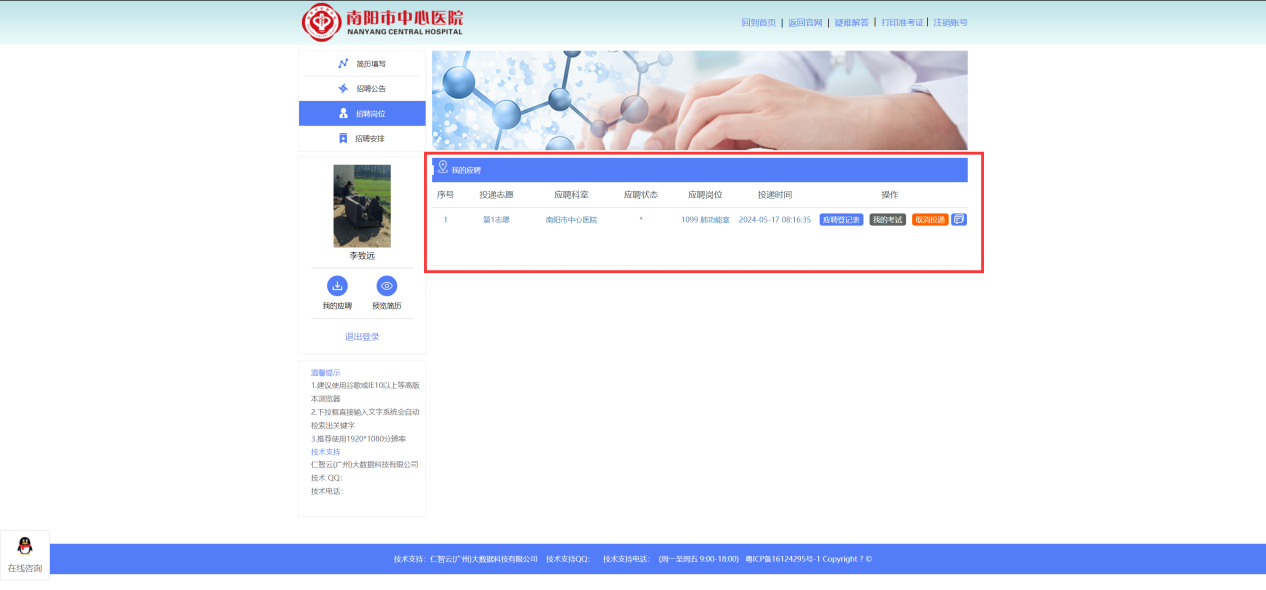 南阳市中心医院
NANYANG CENTRAL HOSPITAL
回到首页 | 返回官网 | 疑难解答 | 打印准考证 | 注销账号
简历填写
招聘公告
招聘岗位
招聘安排
李致远
我的应聘 预览简历
退出登录
温馨提示
1.建议使用谷歌或IE10以上等高版
本浏览器
2.下拉框直接输入文字系统会自动
检索出关键字
3.推荐使用1920*1080分辨率
技术支持
仁智云(广州)大数据科技有限公司
技术 QQ:
技术电话:
我的应聘
序号 投递志愿 应聘科室 应聘状态 应聘岗位 投递时间 操作
1 第1志愿 南阳市中心医院 * 1099 肺功能室 2024-05-17 08:16:35 应聘登记表 我的考试 取消投递
在线咨询
技术支持：仁智云(广州)大数据科技有限公司 技术支持QQ： 技术支持电话： (周一至周五 9:00-18:00) 粤ICP备16124295号-1 Copyright ? ©